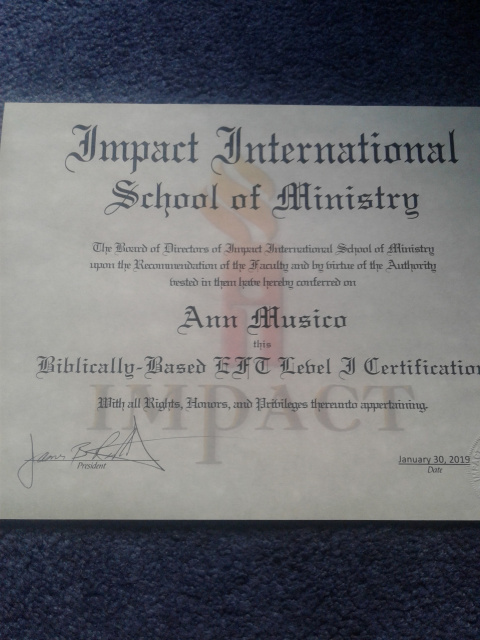 Impact International
School of Ministry
The Board of Directors of Impact International School of Ministry
upon the Recommendation of the Faculty and by virtue of the Authority
vested in them have hereby conferred on
Ann Musico
this
Biblically-Based EFT Level I Certification
With all Rights, Honors, and Privileges thereunto appertaining.
IMPACT
President
January 30, 2019
Date